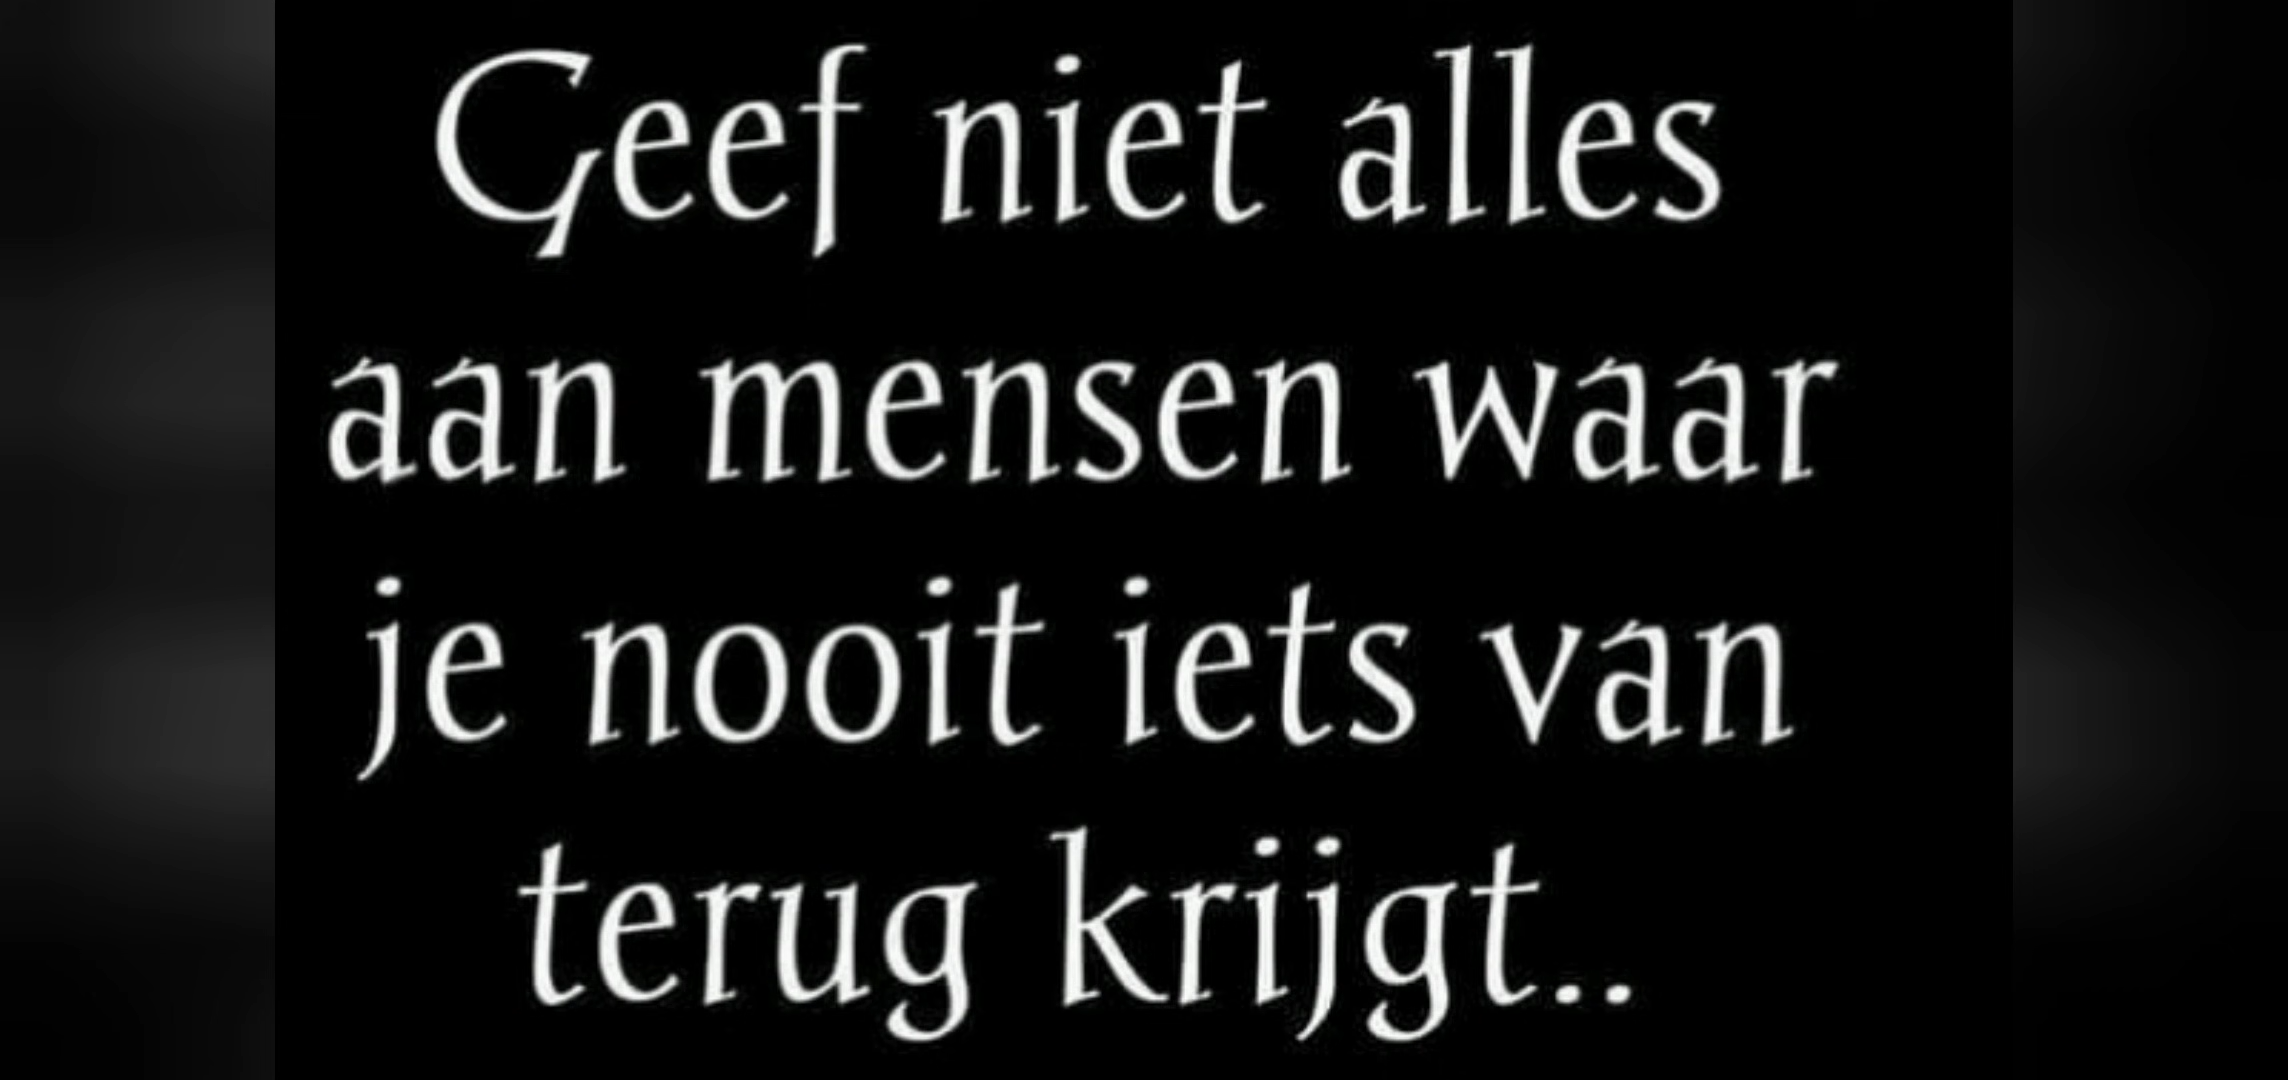 Geef niet alles
aan mensen waar
je nooit iets van
terug krijgt..